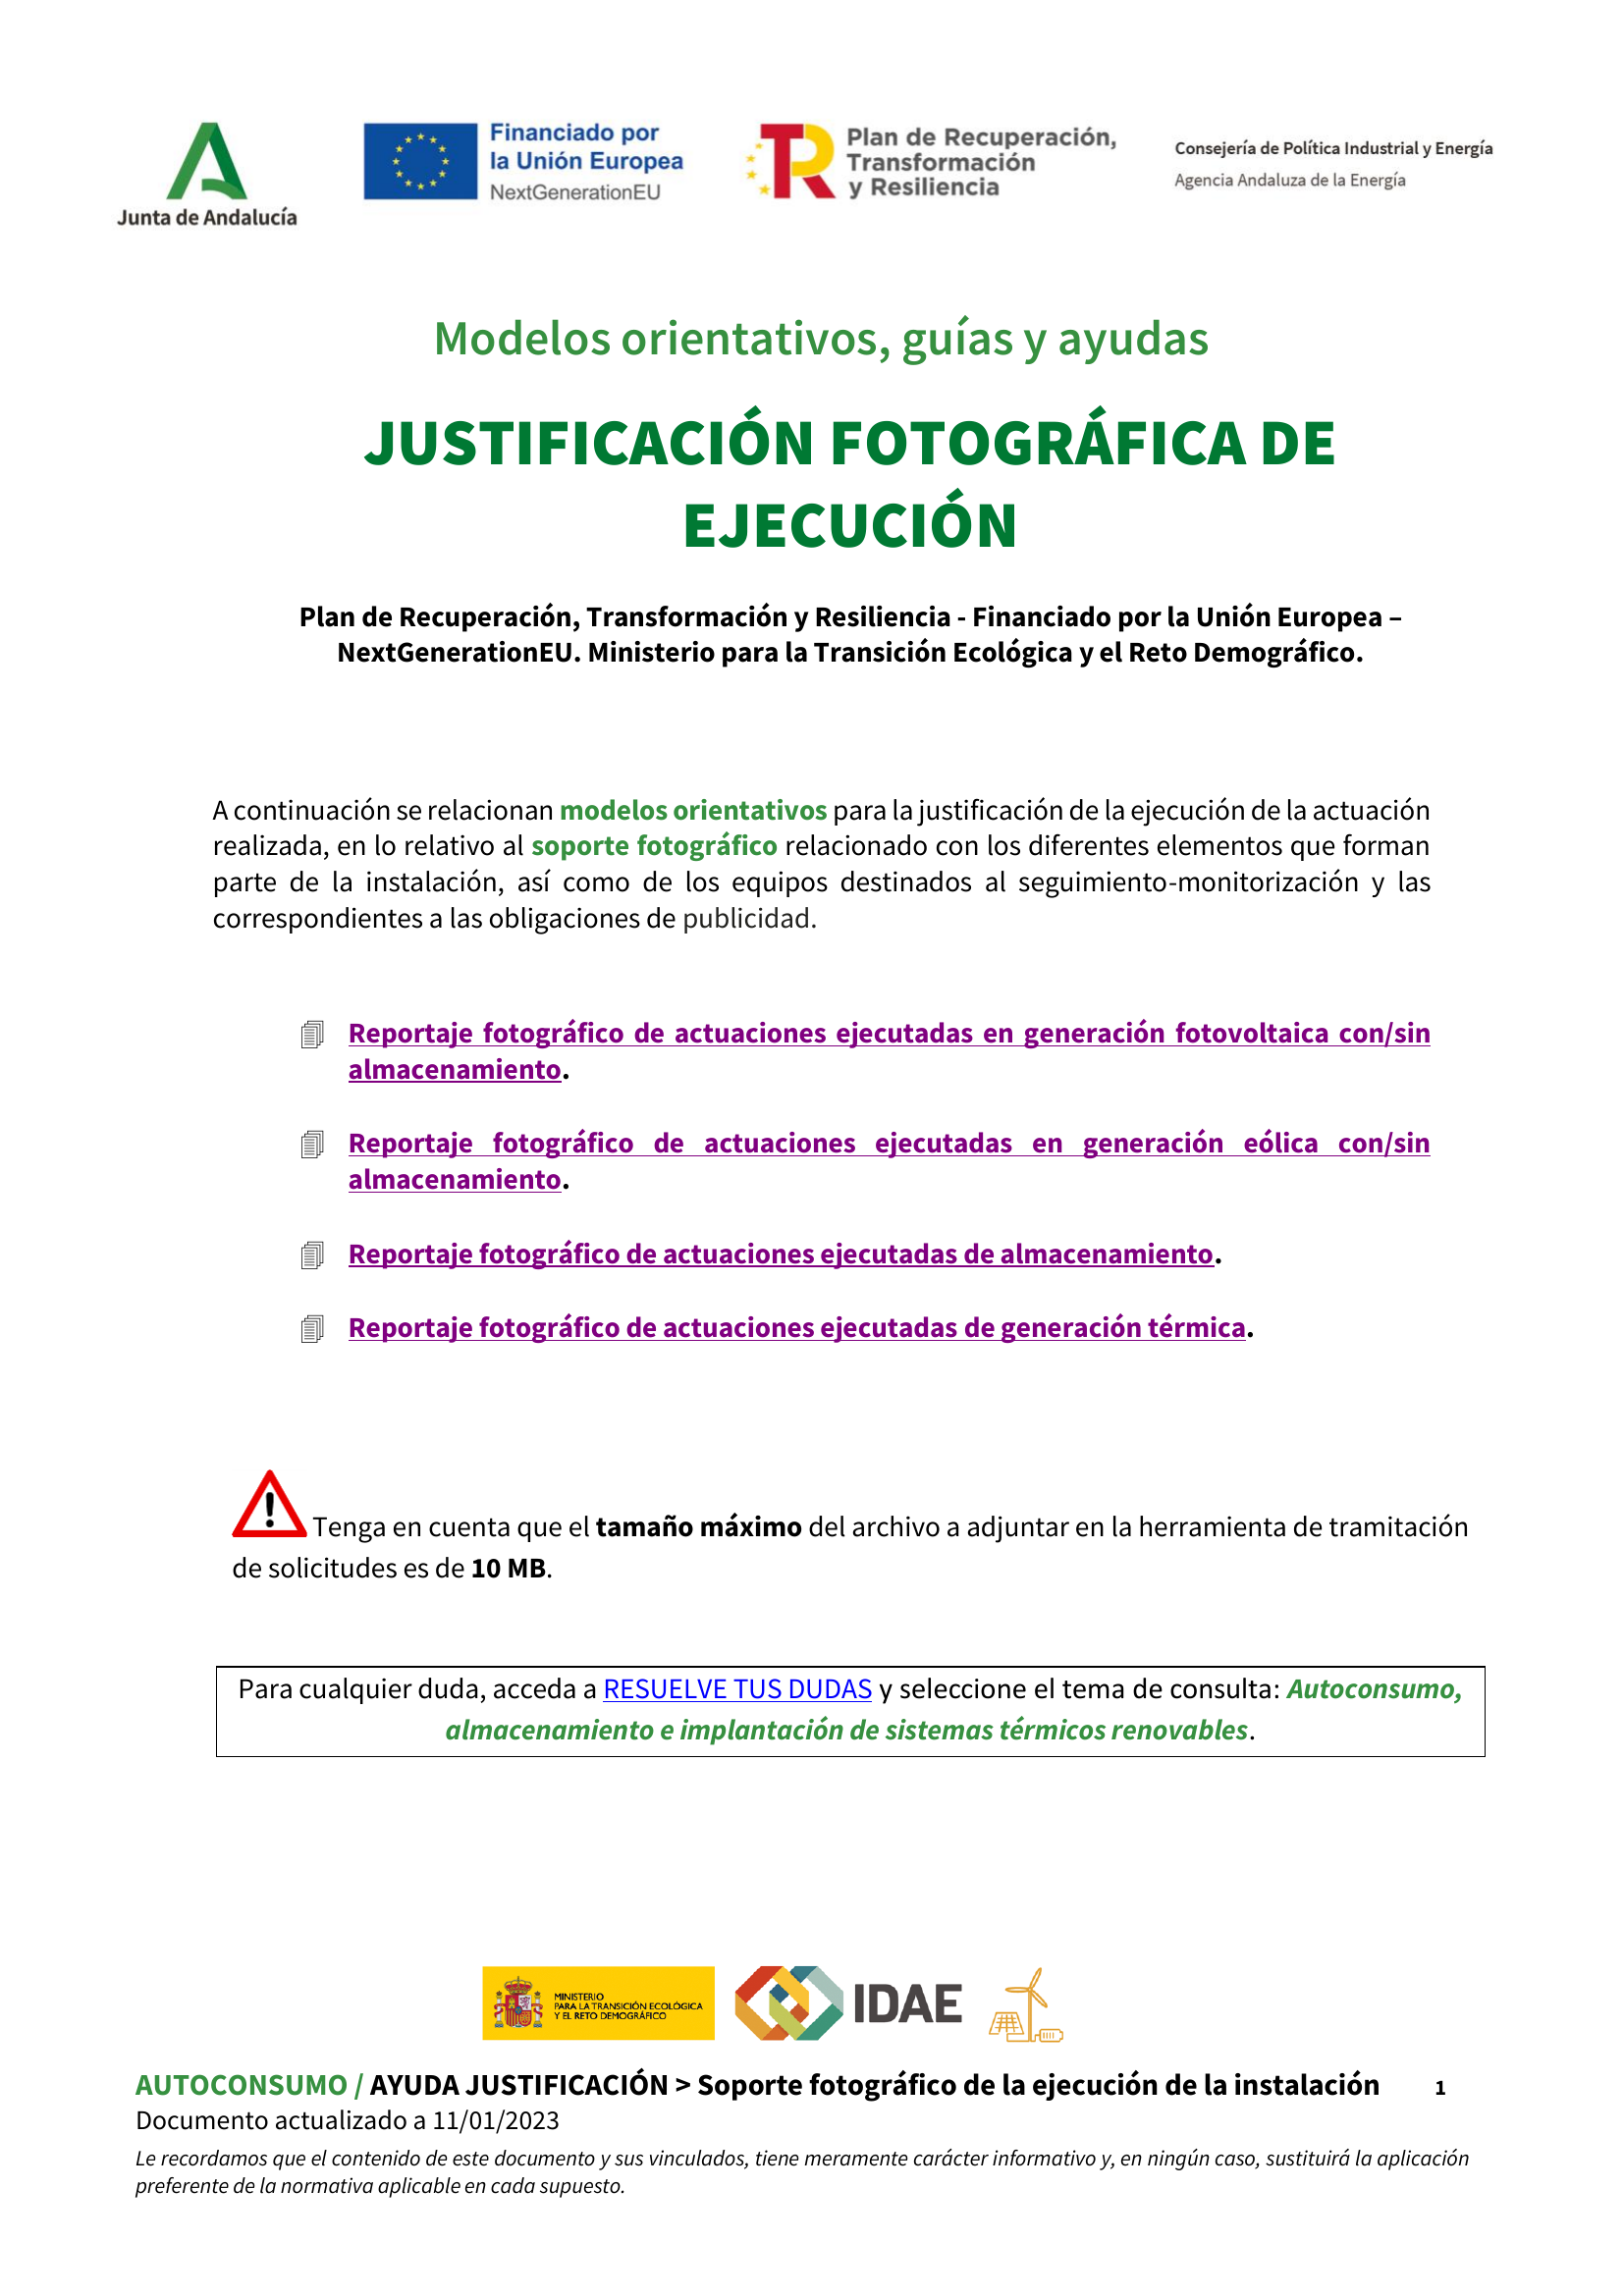 Junta de Andalucía
Financiado por
la Unión Europea
NextGenerationEU
Plan de Recuperación,
Transformación
y Resiliencia
Consejería de Política Industrial y Energía
Agencia Andaluza de la Energía
Modelos orientativos, guías y ayudas
JUSTIFICACIÓN FOTOGRÁFICA DE
EJECUCIÓN
Plan de Recuperación, Transformación y Resiliencia - Financiado por la Unión Europea –
NextGenerationEU. Ministerio para la Transición Ecológica y el Reto Demográfico.
A continuación se relacionan modelos orientativos para la justificación de la ejecución de la actuación
realizada, en lo relativo al soporte fotográfico relacionado con los diferentes elementos que forman
parte de la instalación, así como de los equipos destinados al seguimiento-monitorización y las
correspondientes a las obligaciones de publicidad.
Reportaje fotográfico de actuaciones ejecutadas en generación fotovoltaica con/sin
almacenamiento.
Reportaje fotográfico de actuaciones ejecutadas en generación eólica con/sin
almacenamiento.
Reportaje fotográfico de actuaciones ejecutadas de almacenamiento.
Reportaje fotográfico de actuaciones ejecutadas de generación térmica.
Tenga en cuenta que el tamaño máximo del archivo a adjuntar en la herramienta de tramitación
de solicitudes es de 10 MB.
Para cualquier duda, acceda a RESUELVE TUS DUDAS y seleccione el tema de consulta: Autoconsumo,
almacenamiento e implantación de sistemas térmicos renovables.
MINISTERIO
PARA LA TRANSICIÓN ECOLÓGICA
Y EL RETO DEMOGRÁFICO
IDAE
AUTOCONSUMO / AYUDA JUSTIFICACIÓN > Soporte fotográfico de la ejecución de la instalación 1
Documento actualizado a 11/01/2023
Le recordamos que el contenido de este documento y sus vinculados, tiene meramente carácter informativo y, en ningún caso, sustituirá la aplicación
preferente de la normativa aplicable en cada supuesto.